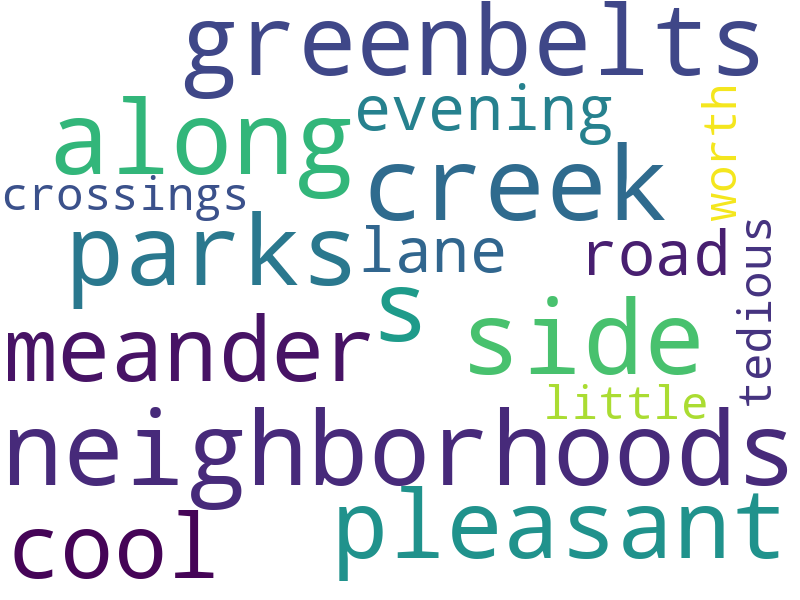 greenbelts
along
evening
worth
creek
crossings
parks
lane
road
tedious
s
meander
side
little
neighborhoods
pleasant
cool